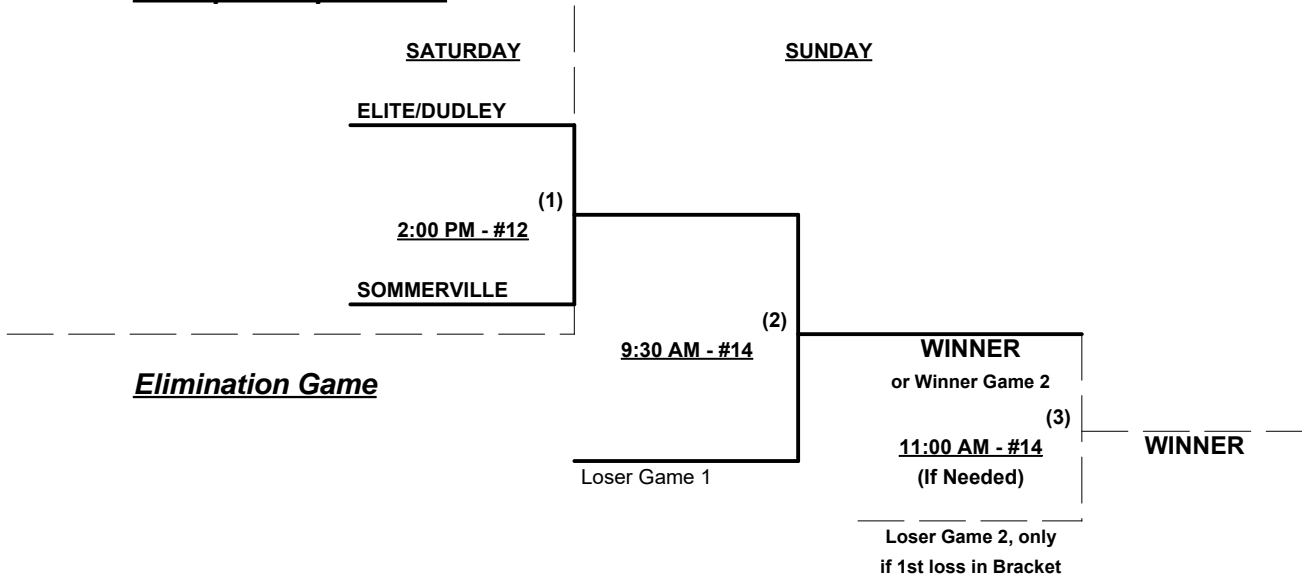 SATURDAY
SUNDAY
ELITE/DUDLEY
(1)
2:00 PM - #12
SOMMERVILLE
(2)
9:30 AM - #14
WINNER
or Winner Game 2
Elimination Game
(3)
11:00 AM - #14
WINNER
Loser Game 1
(If Needed)
Loser Game 2, only
if 1st loss in Bracket